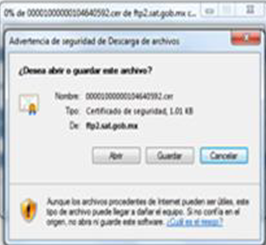 0% de 00001000000104640592.cer de ftp2.sat.gob.mx c...
Advertencia de seguridad de Descarga de archivos
¿Desea abrir o guardar este archivo?
Nombre: 00001000000104640592.cer
Tipo: Certificado de seguridad, 1.01 KB
De: ftp2.sat.gob.mx
Abrir Guardar Cancelar
Aunque los archivos procedentes de Internet pueden ser útiles, este
tipo de archivo puede llegar a dañar el equipo. Si no confía en el
origen, no abra ni guarde este software. ¿Cuál es el riesgo?